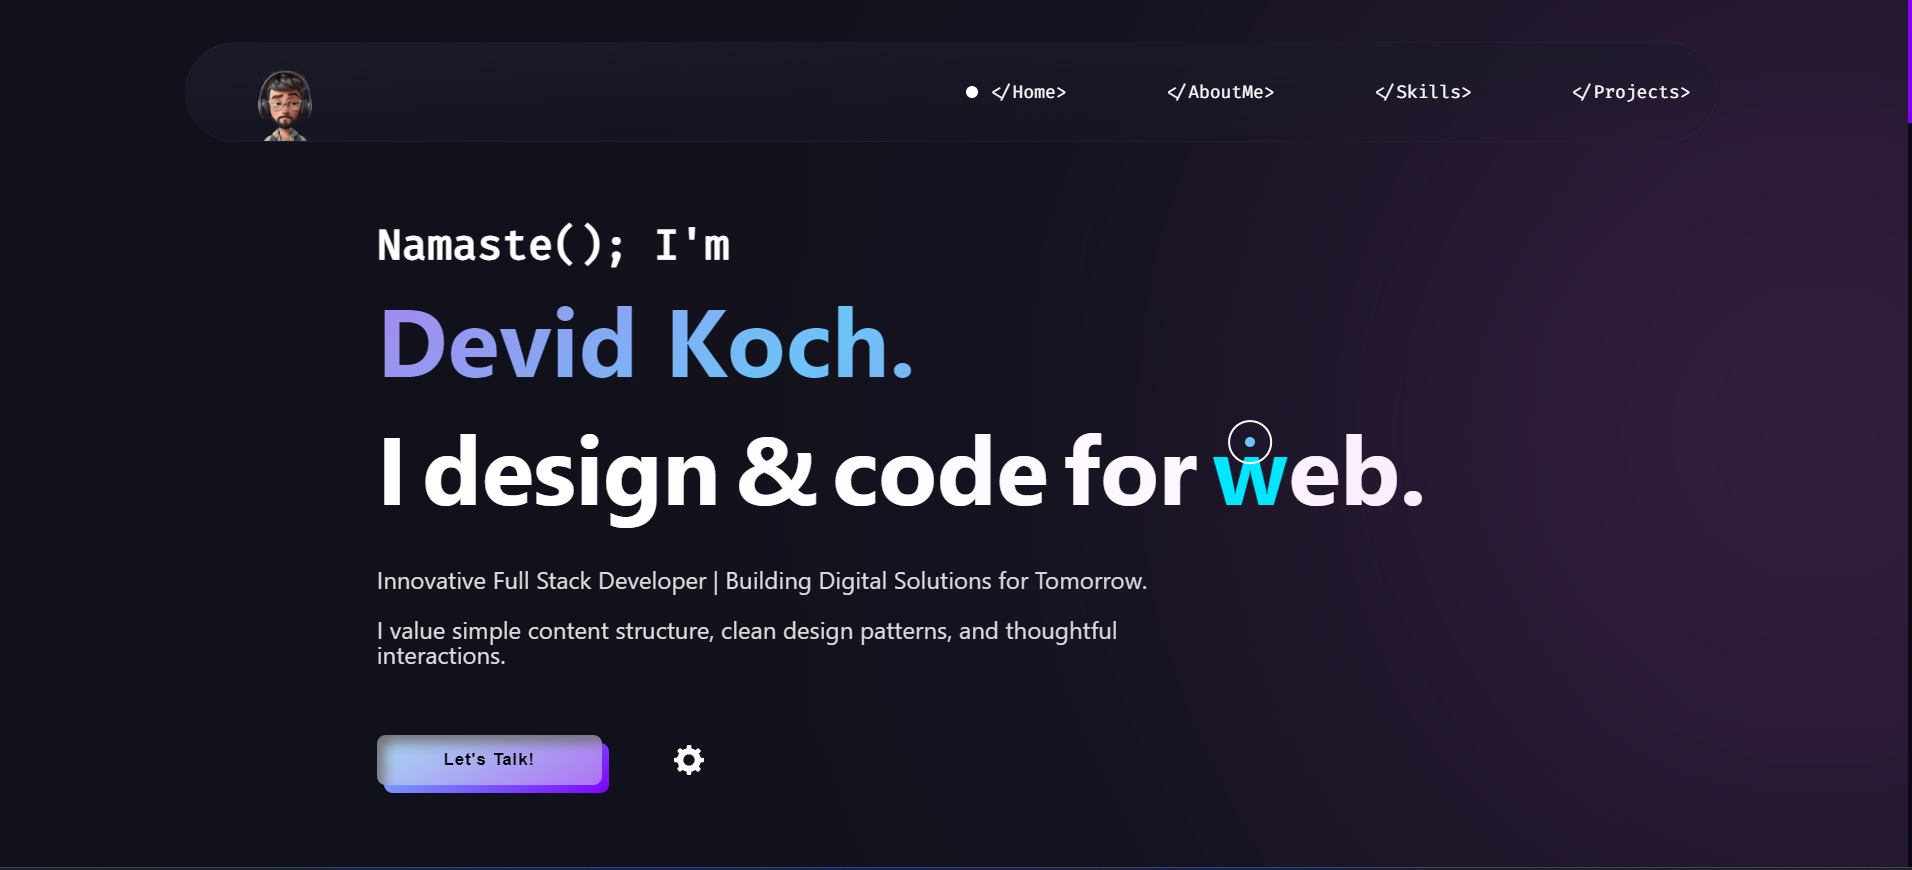 </Home> </AboutMe> </Skills> </Projects>
Namaste(); I'm
Devid Koch.
I design & code for web.
Innovative Full Stack Developer | Building Digital Solutions for Tomorrow.
I value simple content structure, clean design patterns, and thoughtful
interactions.
Let's Talk!